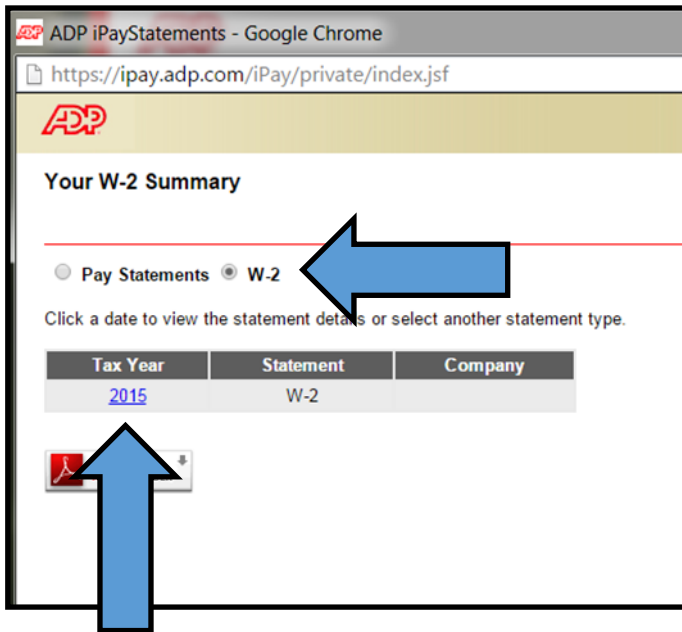 ADP iPayStatements - Google Chrome
https://ipay.adp.com/iPay/private/index.jsf
ADP
Your W-2 Summary
Pay Statements W-2
Click a date to view the statement details or select another statement type.
Tax Year Statement Company
2015 W-2